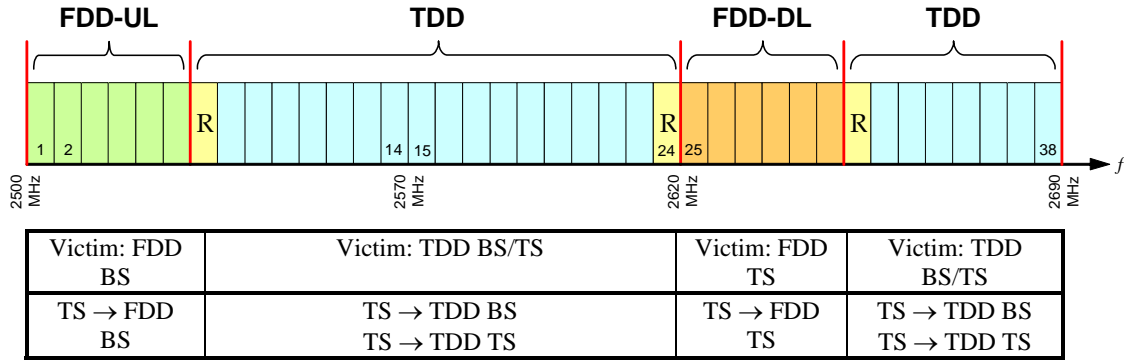 FDD-UL TDD FDD-DL TDD
R R R
1 2 14 15 24 25 38
f
2500 MHz 2570 MHz 2620 MHz 2690 MHz
Victim: FDD BS Victim: TDD BS/TS Victim: FDD TS Victim: TDD BS/TS
TS → FDD BS TS → TDD BS TS → FDD TS TS → TDD BS
TS → TDD TS TS → TDD TS